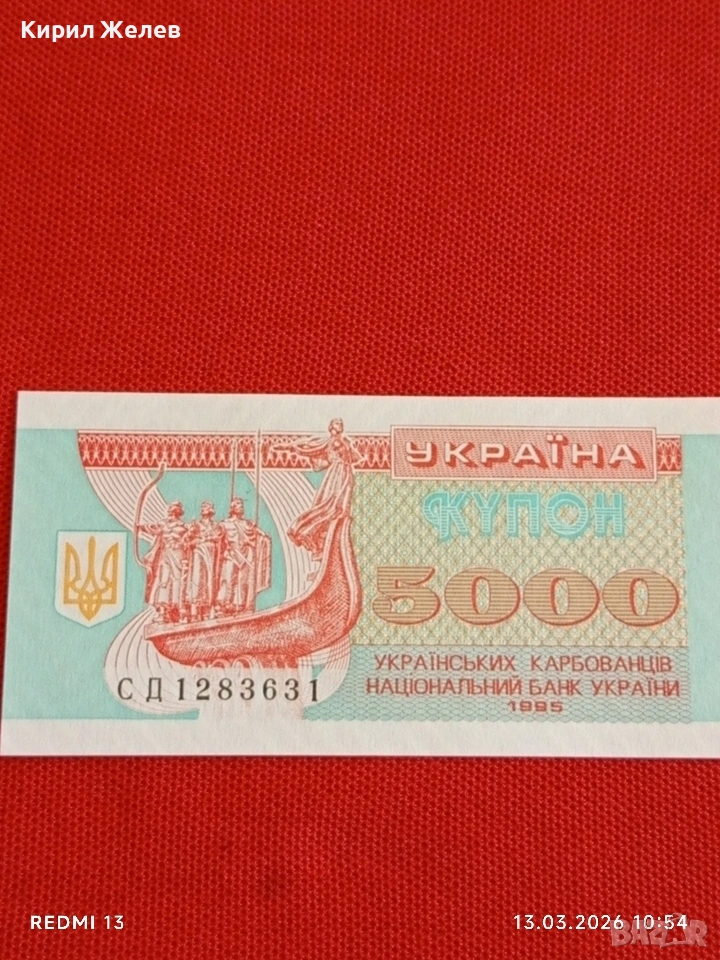 Кирил Желев
УКРАЇНА
КУПОН
5000
УКРАЇНСЬКИХ КАРБОВАНЦІВ
НАЦІОНАЛЬНИЙ БАНК УКРАЇНИ
1995
СД 1283631
REDMI 13
13.03.2026 10:54
BAZAR